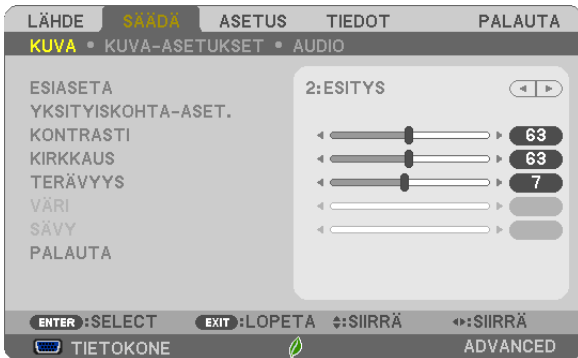 LÄHDE SÄÄDÄ ASETUS TIEDOT PALAUTA
KUVA • KUVA-ASETUKSET • AUDIO
ESIASETA 2:ESITYS
YKSITYISKOHTA-ASET.
KONTRASTI 63
KIRKKAUS 63
TERÄVYYS 7
VÄRI
SÄVY
PALAUTA
ENTER :SELECT EXIT :LOPETA :SIIRRÄ :SIIRRÄ
TIETOKONE ADVANCED